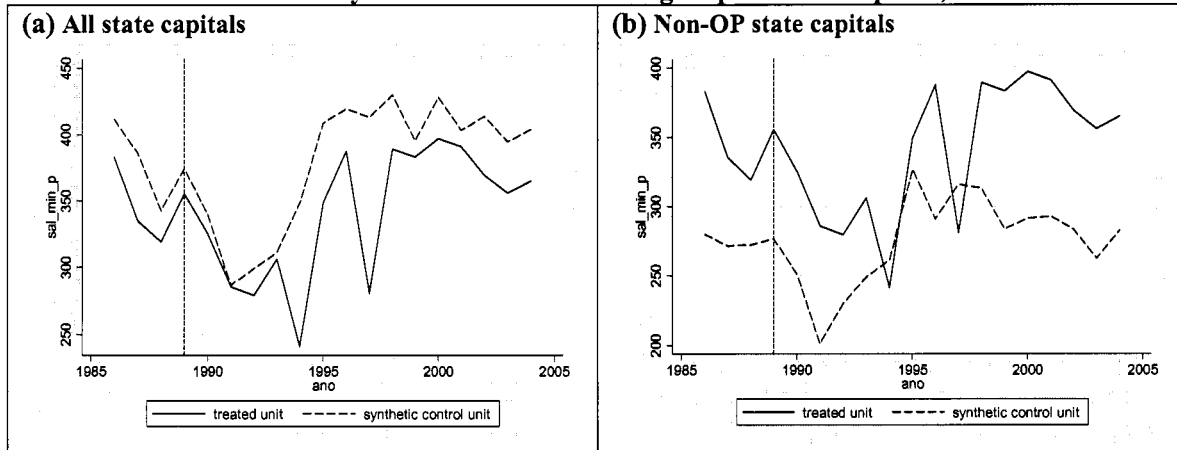 (a) All state capitals
450
400
350
300
250
sal_min_p
1985
1990
1995
2000
2005
ano
treated unit
synthetic control unit
(b) Non-OP state capitals
400
350
300
250
200
sal_min_p
1985
1990
1995
2000
2005
ano
treated unit
synthetic control unit